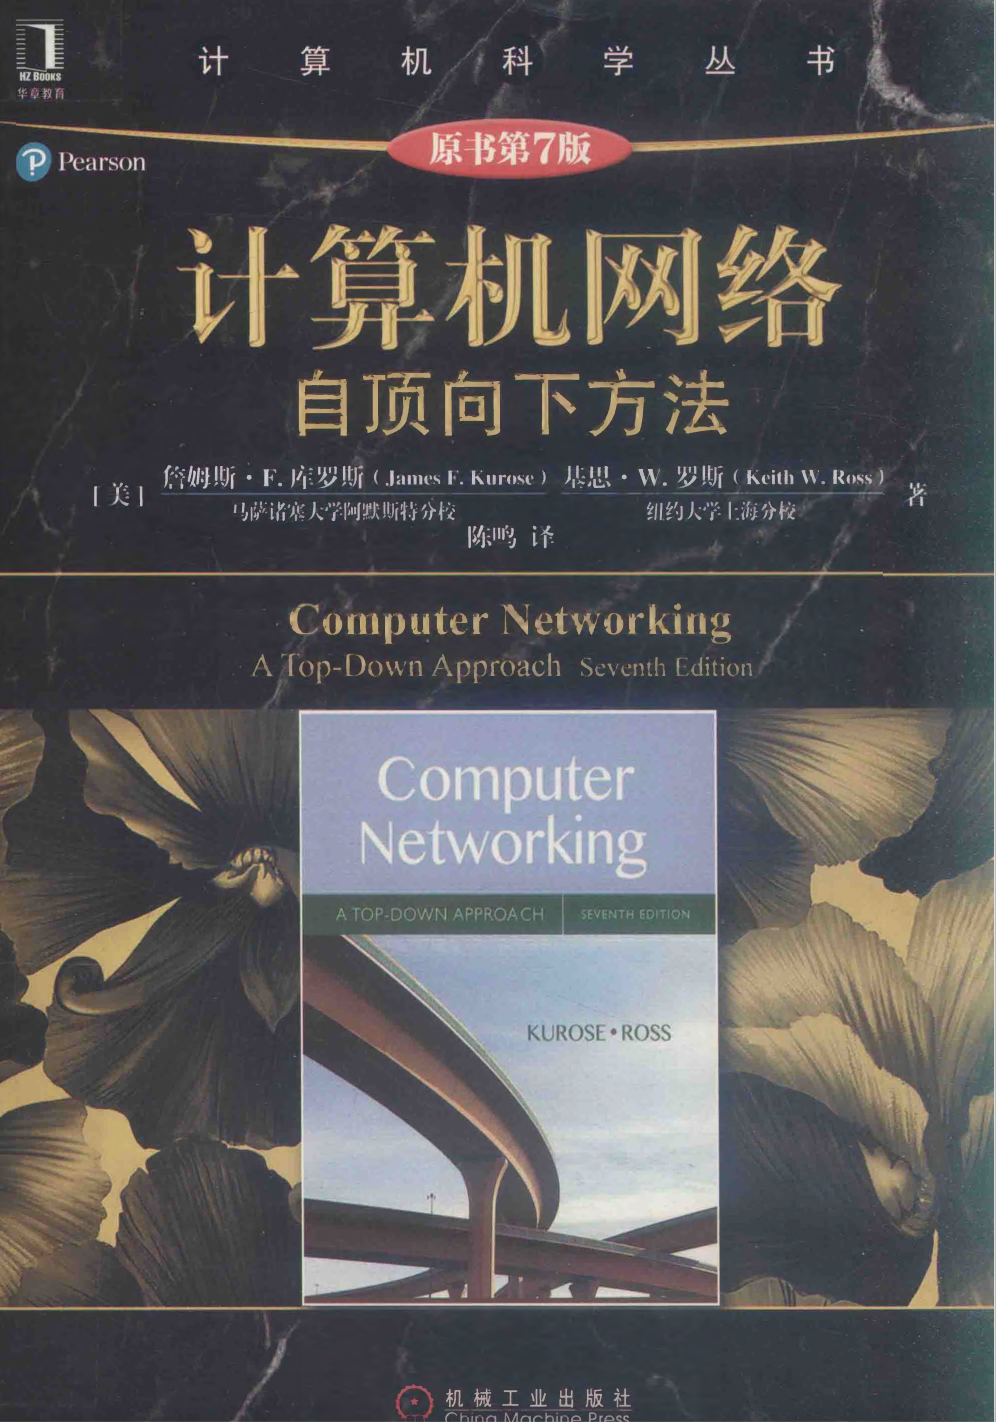 HZ BOOKS
华章教育
计算机科学丛书
Pearson
原书第7版
计算机网络
自顶向下方法
[美] 詹姆斯·F. 库罗斯(James F. Kurose) 基思·W. 罗斯(Keith W. Ross) 著
马萨诸塞大学阿默斯特分校 纽约大学上海分校
陈鸣 译
Computer Networking
A Top-Down Approach Seventh Edition
Computer
Networking
A TOP-DOWN APPROACH SEVENTH EDITION
KUROSE • ROSS
机械工业出版社
China Machine Press